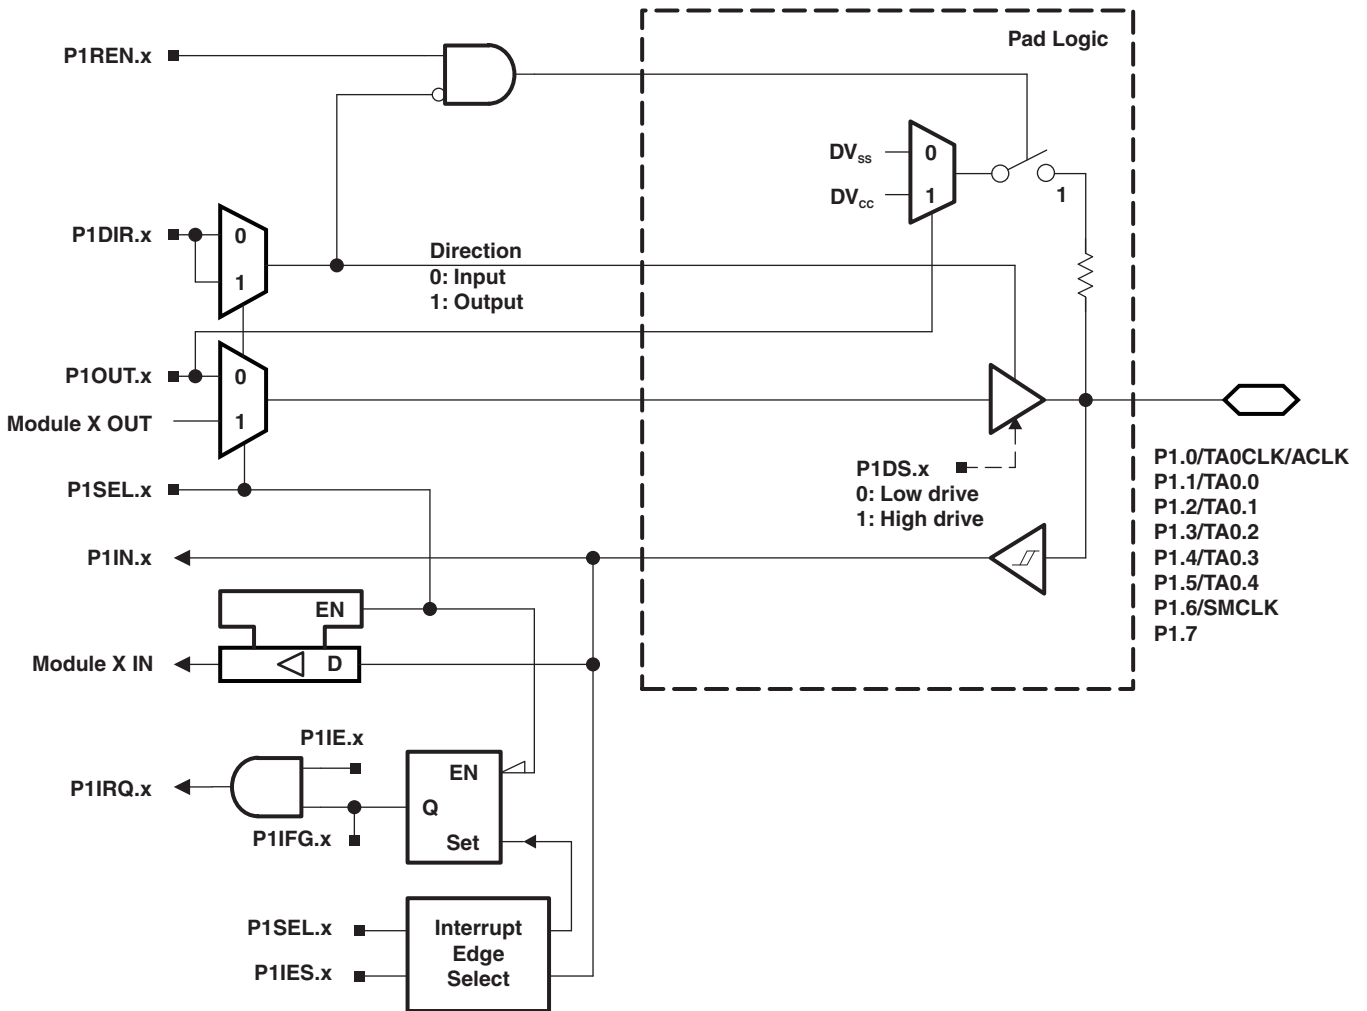 Pad Logic
P1REN.x
DVSS
0
DVCC
1
1
P1DIR.x
0
1
Direction
0: Input
1: Output
P1OUT.x
0
Module X OUT
1
P1SEL.x
P1DS.x
0: Low drive
1: High drive
P1.0/TA0CLK/ACLK
P1.1/TA0.0
P1.2/TA0.1
P1.3/TA0.2
P1.4/TA0.3
P1.5/TA0.4
P1.6/SMCLK
P1.7
P1IN.x
EN
Module X IN
D
P1IE.x
P1IRQ.x
EN
Q
P1IFG.x
Set
P1SEL.x
P1IES.x
Interrupt
Edge
Select